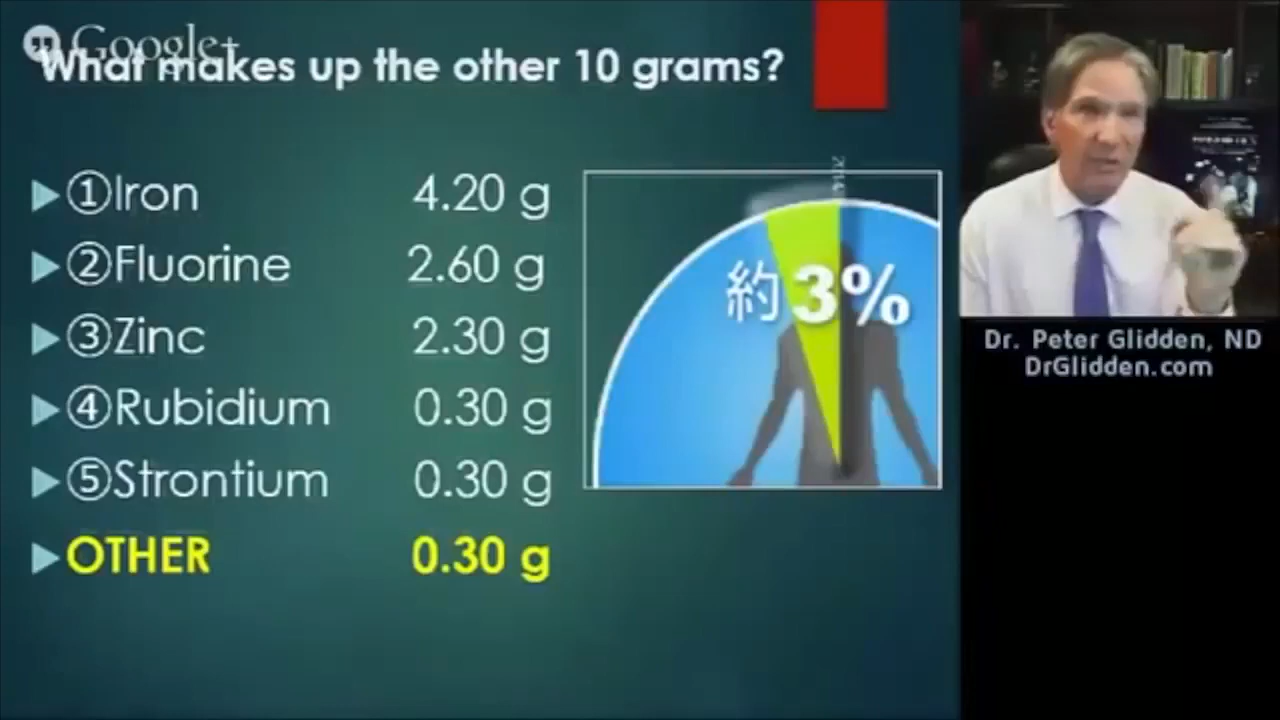 Google+
What makes up the other 10 grams?
①Iron 4.20 g
②Fluorine 2.60 g
③Zinc 2.30 g
④Rubidium 0.30 g
⑤Strontium 0.30 g
OTHER 0.30 g
約3%
Dr. Peter Glidden, ND
DrGlidden.com